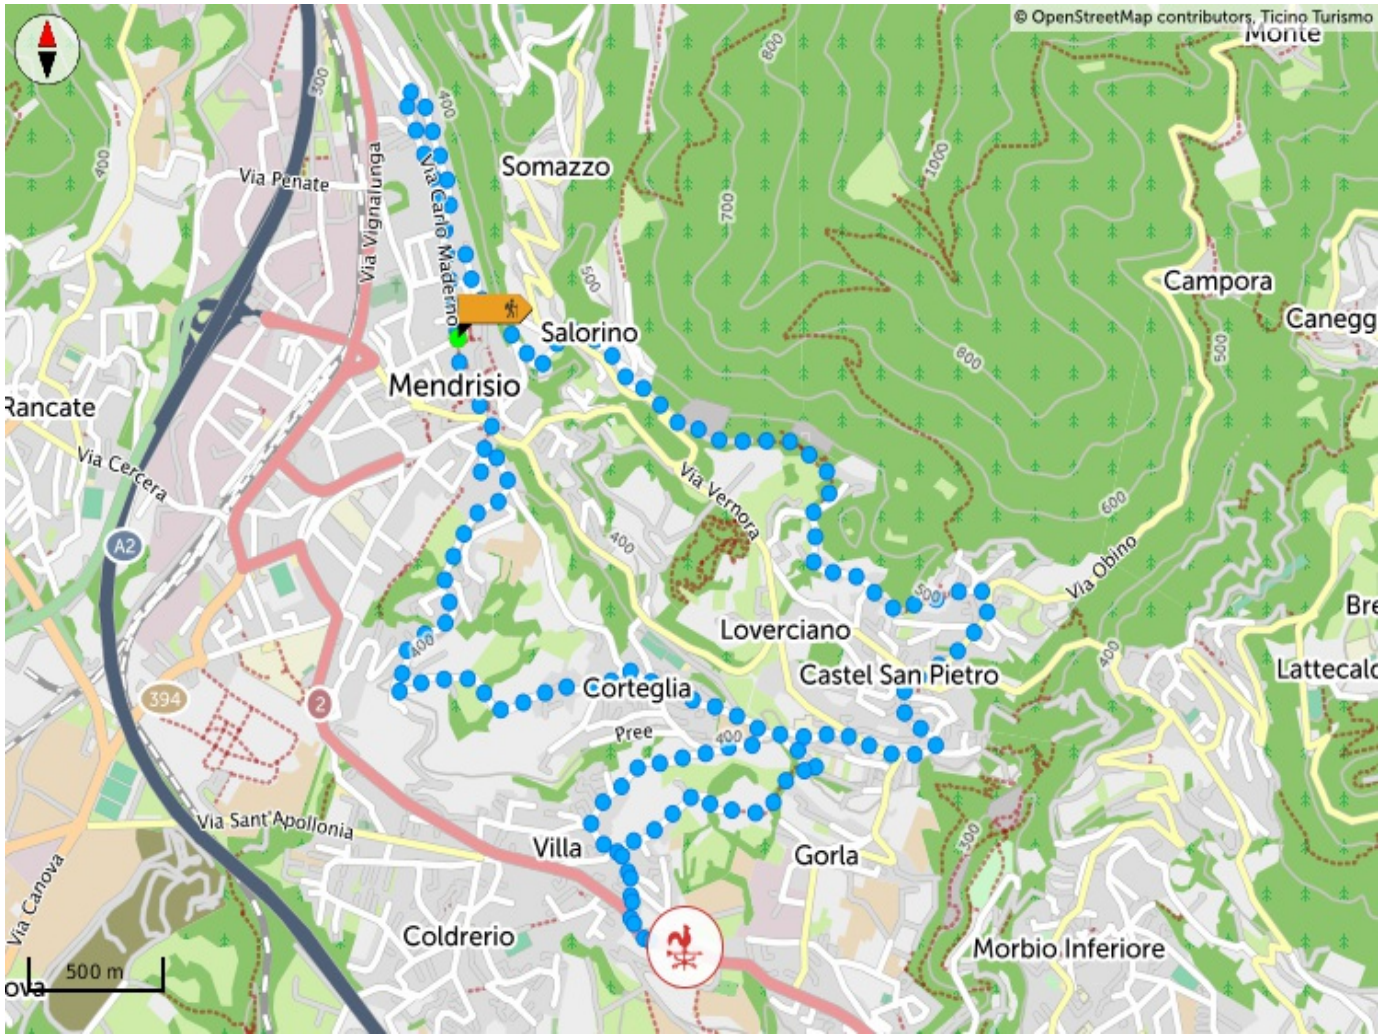 © OpenStreetMap contributors, Ticino Turismo
Monte
300
800
400
400
Somazzo
1000
Via Penate
Via Vignalunga
Via Carlo Maderno
700
500
Campora
Salorino
Canegg
500
800
Mendrisio
Rancate
Via Cercera
Via Vernora
600
A2
400
Via Obino
500
Bre
Loverciano
400
400
Lattecald
Castel San Pietro
Corteglia
394
2
Pree
400
Via Sant'Apollonia
300
Villa
Gorla
Via Canova
Coldrerio
Morbio Inferiore
500 m
ova